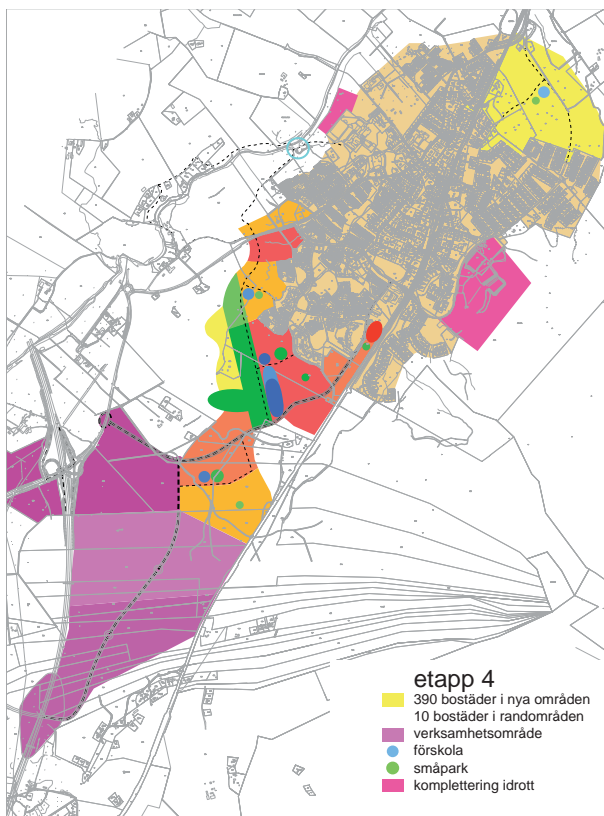 etapp 4
390 bostäder i nya områden
10 bostäder i randområden
verksamhetsområde
förskola
småpark
komplettering idrott